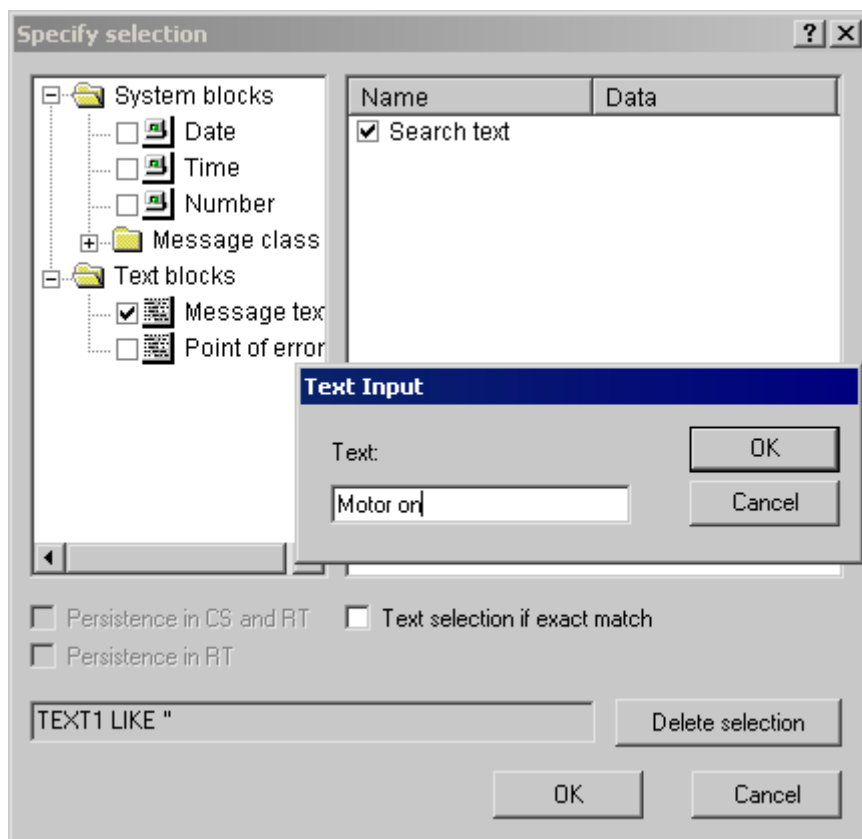 Specify selection
System blocks
Date
Time
Number
Message class
Text blocks
Message tex
Point of error
Name Data
Search text
Text Input
Text:
Motor on
OK
Cancel
Persistence in CS and RT
Persistence in RT
Text selection if exact match
TEXT1 LIKE "
Delete selection
OK Cancel